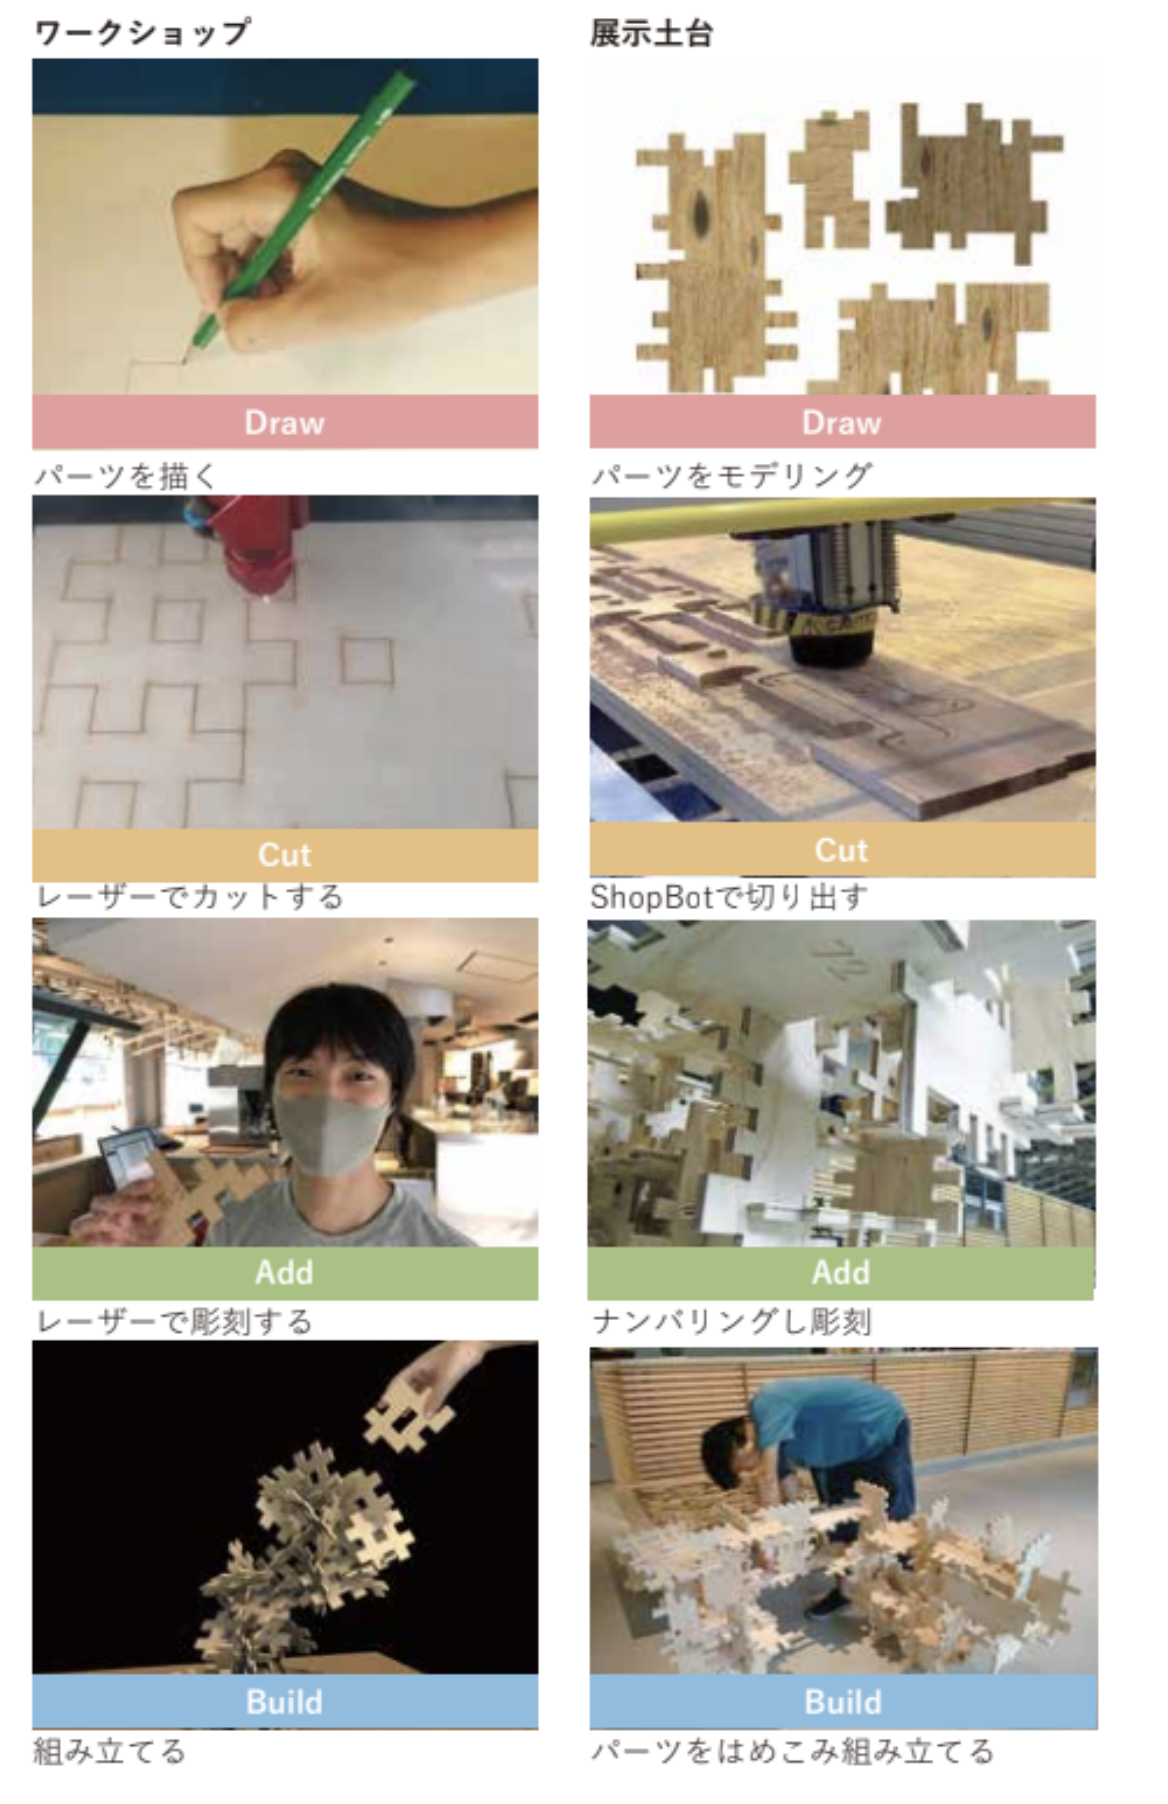 ワークショップ
Draw
パーツを描く
Cut
レーザーでカットする
Add
レーザーで彫刻する
Build
組み立てる
展示土台
Draw
パーツをモデリング
Cut
ShopBotで切り出す
Add
ナンバリングし彫刻
Build
パーツをはめこみ組み立てる